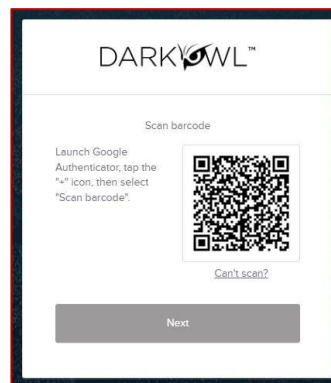 DARKOWL™
Scan barcode
Launch Google
Authenticator, tap the
"+" icon, then select
"Scan barcode".
Can't scan?
Next